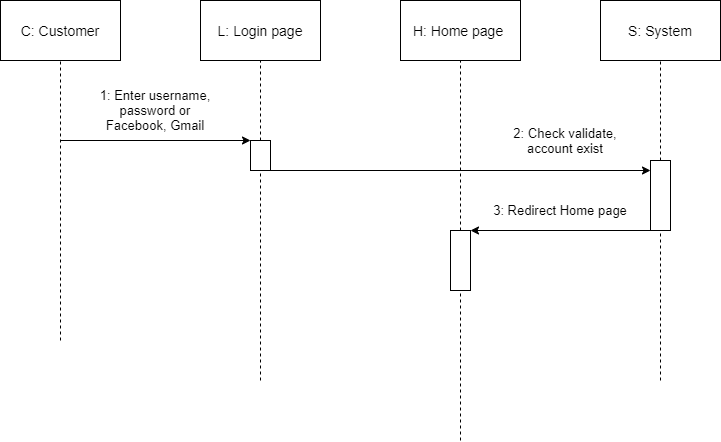 C: Customer
L: Login page
H: Home page
S: System
1: Enter username,
password or
Facebook, Gmail
2: Check validate,
account exist
3: Redirect Home page